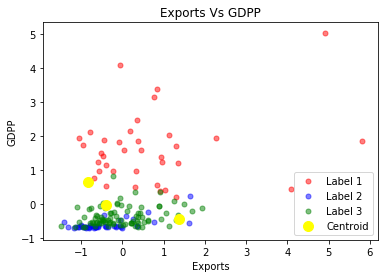 Exports Vs GDPP
GDPP
5
4
3
2
1
0
−1
−1 0 1 2 3 4 5 6
Exports
Label 1
Label 2
Label 3
Centroid